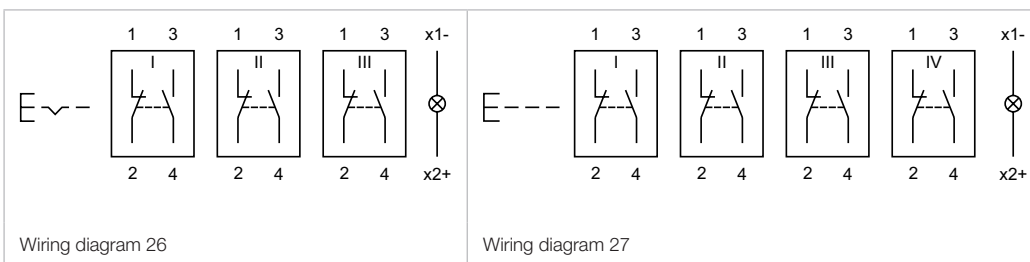 1 3 1 3 1 3 x1-
I II III
2 4 2 4 2 4 x2+
Wiring diagram 26
1 3 1 3 1 3 1 3 x1-
I II III IV
2 4 2 4 2 4 2 4 x2+
Wiring diagram 27